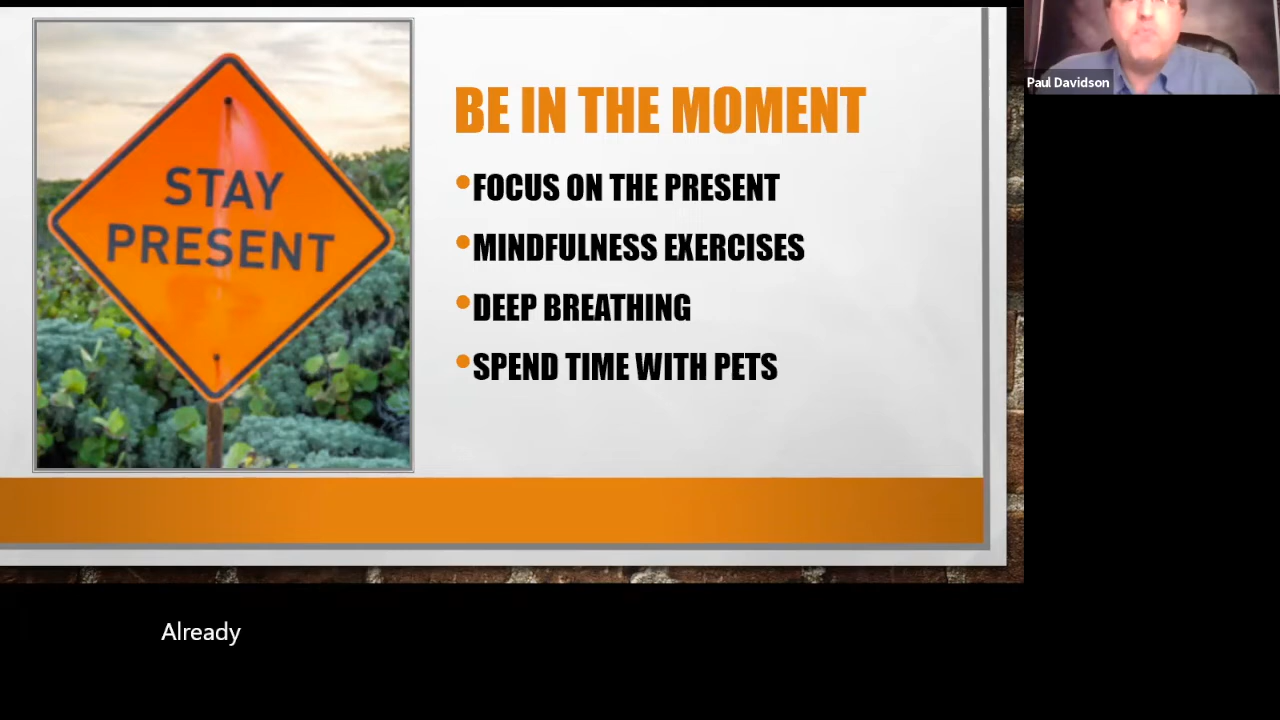 STAY
PRESENT
BE IN THE MOMENT
•FOCUS ON THE PRESENT
•MINDFULNESS EXERCISES
•DEEP BREATHING
•SPEND TIME WITH PETS
Paul Davidson
Already